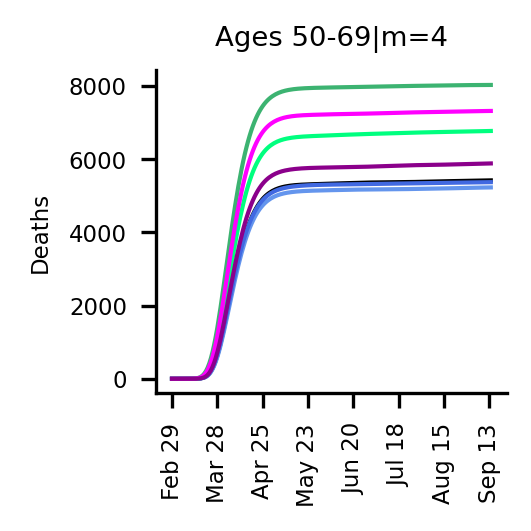 Ages 50-69|m=4
Deaths
8000
6000
4000
2000
0
Feb 29
Mar 28
Apr 25
May 23
Jun 20
Jul 18
Aug 15
Sep 13